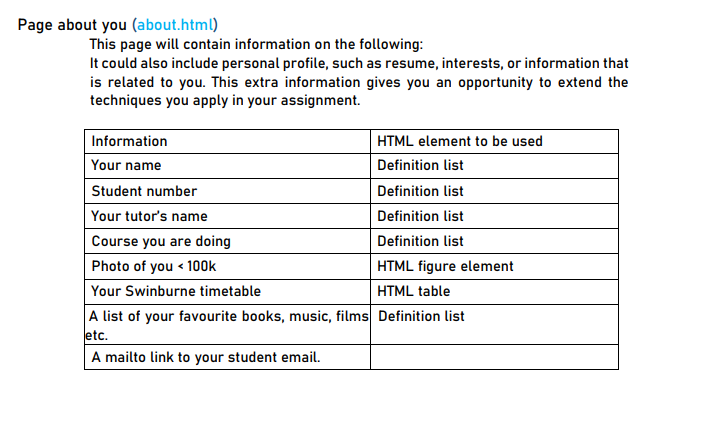 Page about you (about.html)
This page will contain information on the following:
It could also include personal profile, such as resume, interests, or information that
is related to you. This extra information gives you an opportunity to extend the
techniques you apply in your assignment.
Information HTML element to be used
Your name Definition list
Student number Definition list
Your tutor's name Definition list
Course you are doing Definition list
Photo of you < 100k HTML figure element
Your Swinburne timetable HTML table
A list of your favourite books, music, films Definition list
etc.
A mailto link to your student email.